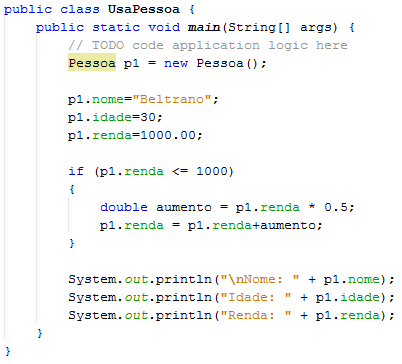 public class UsaPessoa {
    public static void main(String[] args) {
        // TODO code application logic here
        Pessoa p1 = new Pessoa();
        p1.nome="Beltrano";
        p1.idade=30;
        p1.renda=1000.00;
        if (p1.renda <= 1000)
        {
            double aumento = p1.renda * 0.5;
            p1.renda = p1.renda+aumento;
        }
        System.out.println("\nNome: " + p1.nome);
        System.out.println("Idade: " + p1.idade);
        System.out.println("Renda: " + p1.renda);
    }
}